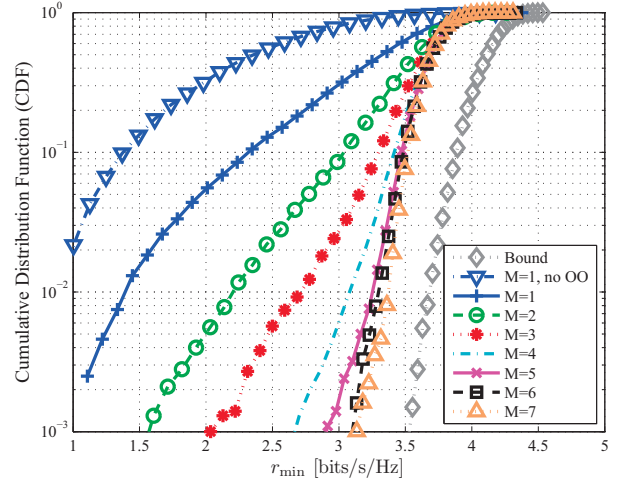 Cumulative Distribution Function (CDF)
10^0
10^-1
10^-2
10^-3
Bound
M=1, no OO
M=1
M=2
M=3
M=4
M=5
M=6
M=7
1 1.5 2 2.5 3 3.5 4 4.5 5
r_min [bits/s/Hz]